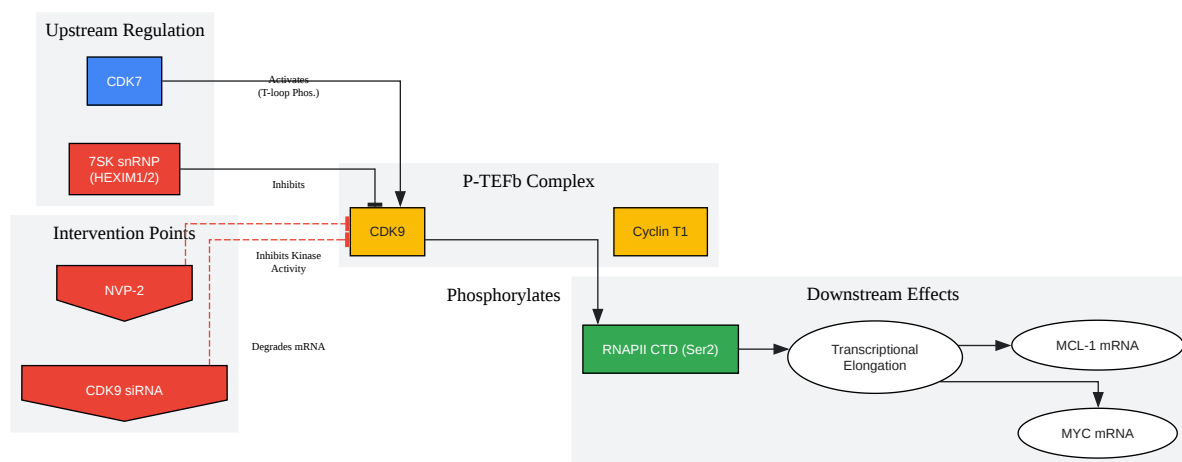 Upstream Regulation
CDK7
Activates
(T-loop Phos.)
7SK snRNP
(HEXIM1/2)
Inhibits
P-TEFb Complex
CDK9
Cyclin T1
Intervention Points
NVP-2
Inhibits Kinase
Activity
CDK9 siRNA
Degrades mRNA
Phosphorylates
Downstream Effects
RNAPII CTD (Ser2)
Transcriptional
Elongation
MCL-1 mRNA
MYC mRNA